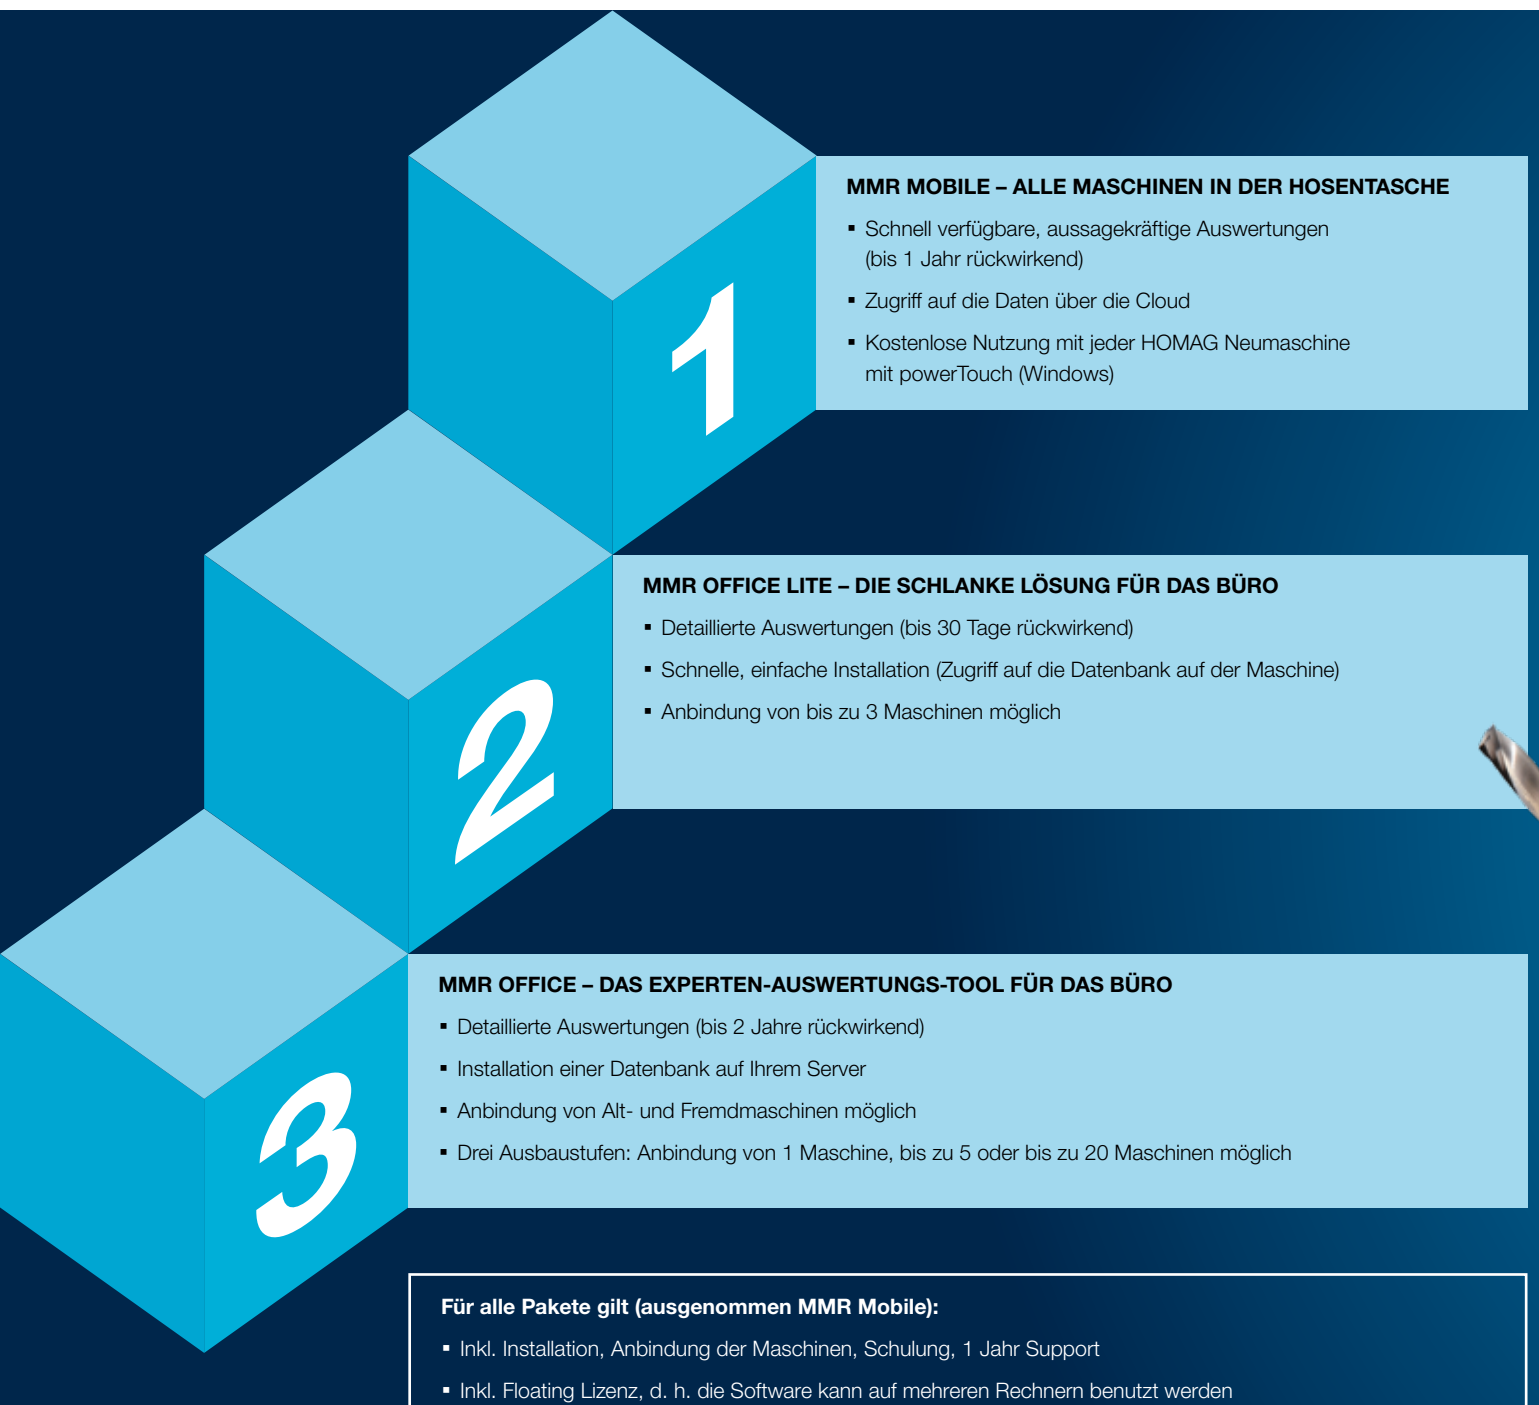 1
MMR MOBILE – ALLE MASCHINEN IN DER HOSENTASCHE
▪ Schnell verfügbare, aussagekräftige Auswertungen
(bis 1 Jahr rückwirkend)
▪ Zugriff auf die Daten über die Cloud
▪ Kostenlose Nutzung mit jeder HOMAG Neumaschine
mit powerTouch (Windows)
2
MMR OFFICE LITE – DIE SCHLANKE LÖSUNG FÜR DAS BÜRO
▪ Detaillierte Auswertungen (bis 30 Tage rückwirkend)
▪ Schnelle, einfache Installation (Zugriff auf die Datenbank auf der Maschine)
▪ Anbindung von bis zu 3 Maschinen möglich
3
MMR OFFICE – DAS EXPERTEN-AUSWERTUNGS-TOOL FÜR DAS BÜRO
▪ Detaillierte Auswertungen (bis 2 Jahre rückwirkend)
▪ Installation einer Datenbank auf Ihrem Server
▪ Anbindung von Alt- und Fremdmaschinen möglich
▪ Drei Ausbaustufen: Anbindung von 1 Maschine, bis zu 5 oder bis zu 20 Maschinen möglich
Für alle Pakete gilt (ausgenommen MMR Mobile):
▪ Inkl. Installation, Anbindung der Maschinen, Schulung, 1 Jahr Support
▪ Inkl. Floating Lizenz, d. h. die Software kann auf mehreren Rechnern benutzt werden